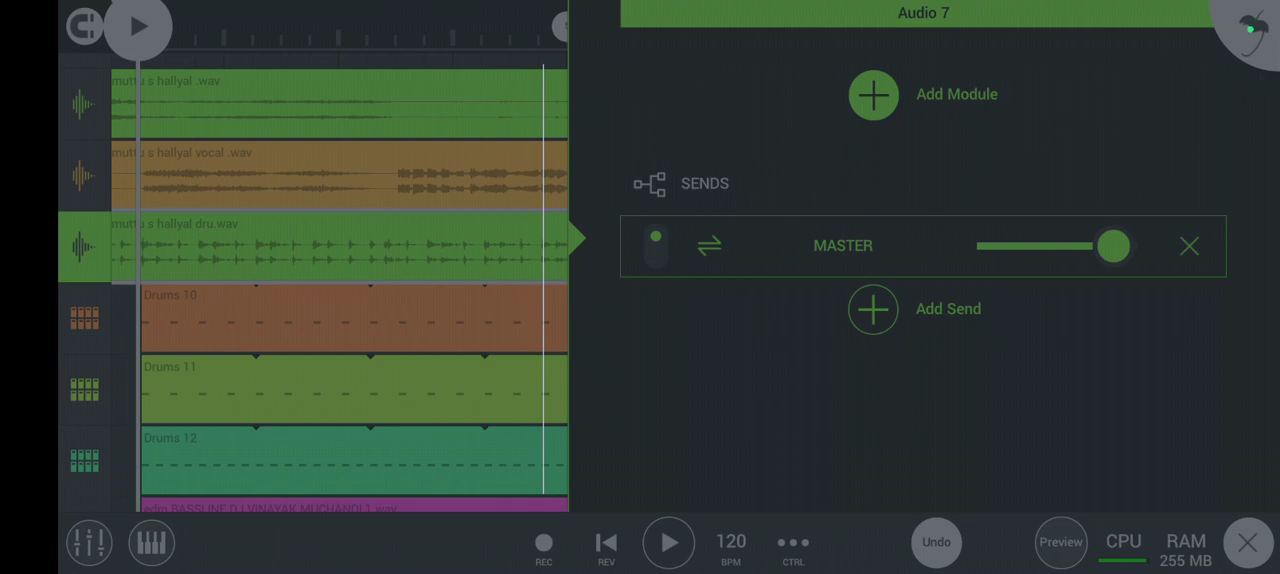 Audio 7
muttu s hallyal .wav
Add Module
muttu s hallyal vocal .wav
SENDS
muttu s hallyal dru.wav
MASTER
Drums 10
Add Send
Drums 11
Drums 12
edm BASSLINE DJ VINAYAK MUCHANDI 1.wav
REC
REV
120
BPM
CTRL
Undo
Preview
CPU
RAM
255 MB